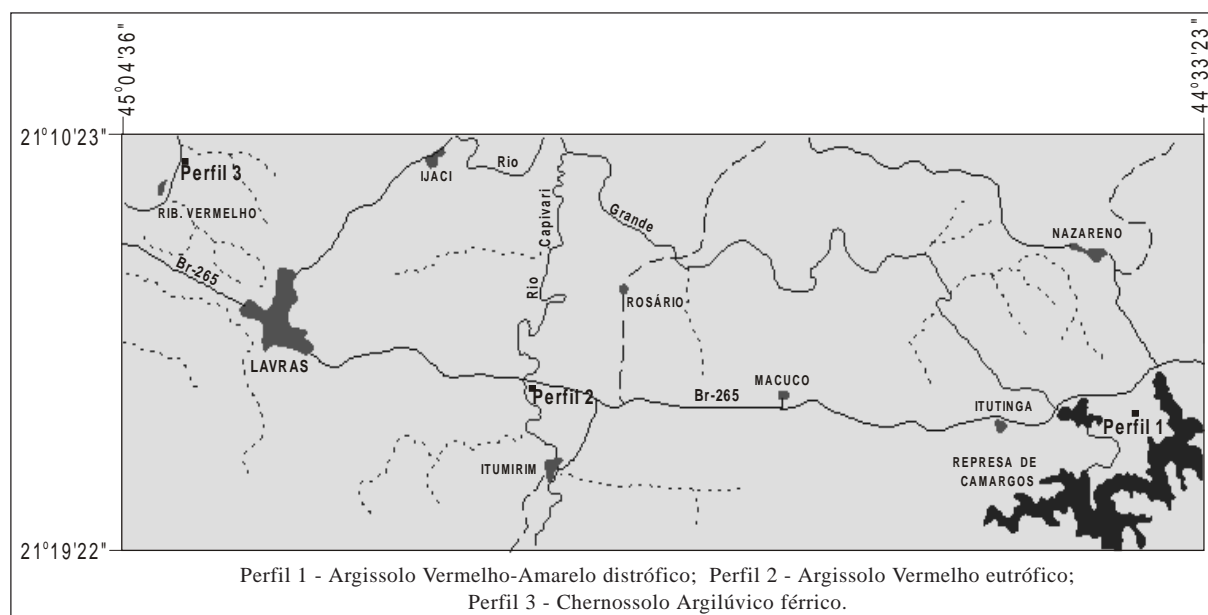 45°04'36"
44°33'23"
21°10'23"
Perfil 3
IJACI
Rio
RIB. VERMELHO
Capivari
Grande
NAZARENO
Br-265
Rio
ROSÁRIO
LAVRAS
MACUCO
Perfil 2
Br-265
ITUTINGA
Perfil 1
ITUMIRIM
REPRESA DE
CAMARGOS
21°19'22"
Perfil 1 - Argissolo Vermelho-Amarelo distrófico; Perfil 2 - Argissolo Vermelho eutrófico;
Perfil 3 - Chernossolo Argilúvico férrico.